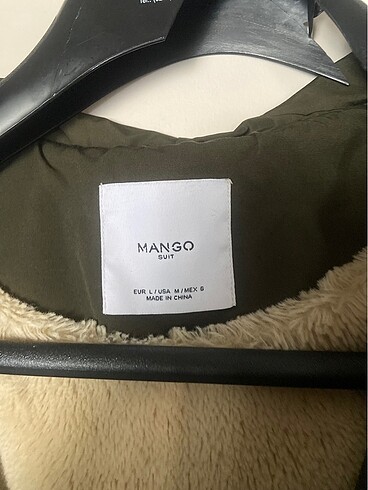 MANGO
SUIT
EUR L / USA M / MEX G
MADE IN CHINA